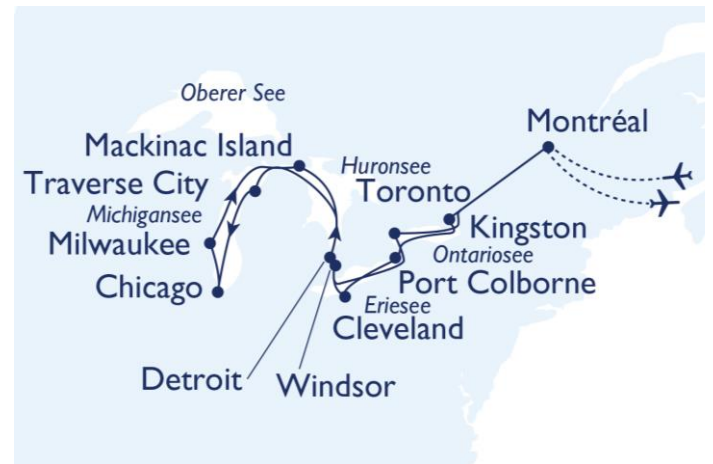 Oberer See
Montréal
Mackinac Island
Huronsee
Traverse City
Toronto
Michigansee
Kingston
Milwaukee
Ontariosee
Chicago
Port Colborne
Eriesee
Cleveland
Detroit
Windsor